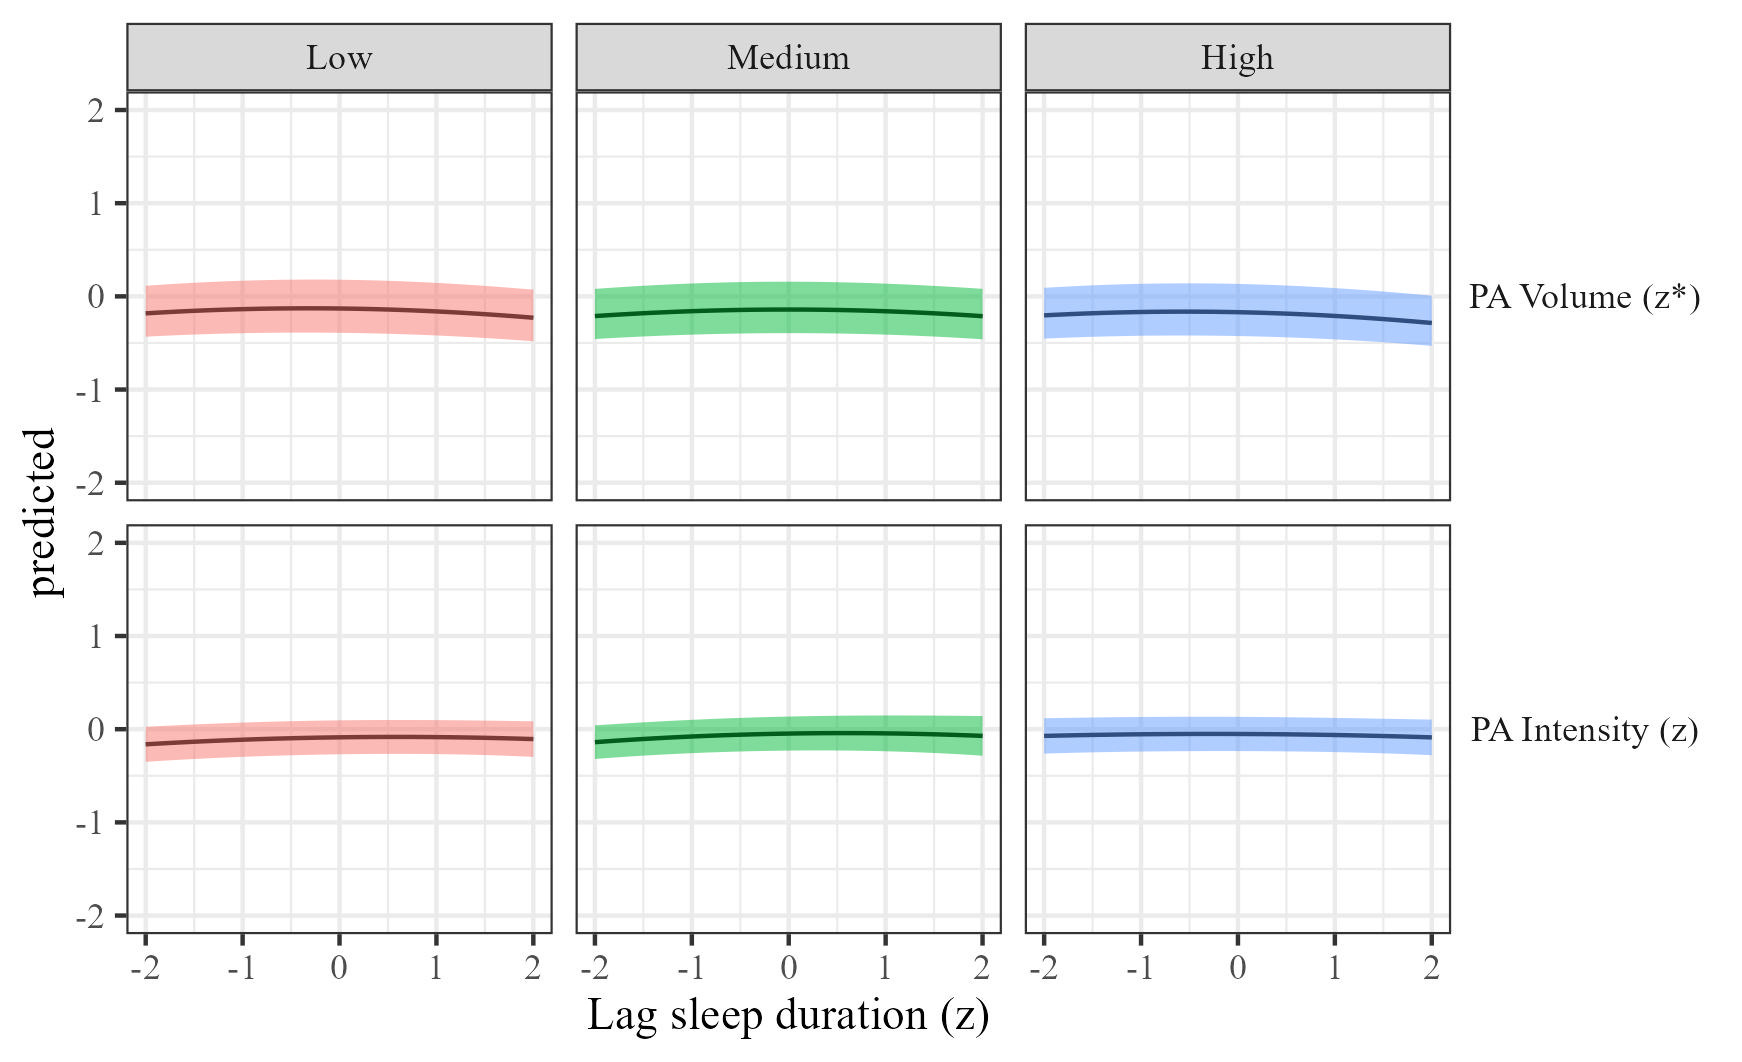 Low Medium High
2
1
0
-1
-2
PA Volume (z*)
predicted
2
1
0
-1
-2
PA Intensity (z)
-2 -1 0 1 2 -2 -1 0 1 2 -2 -1 0 1 2
Lag sleep duration (z)